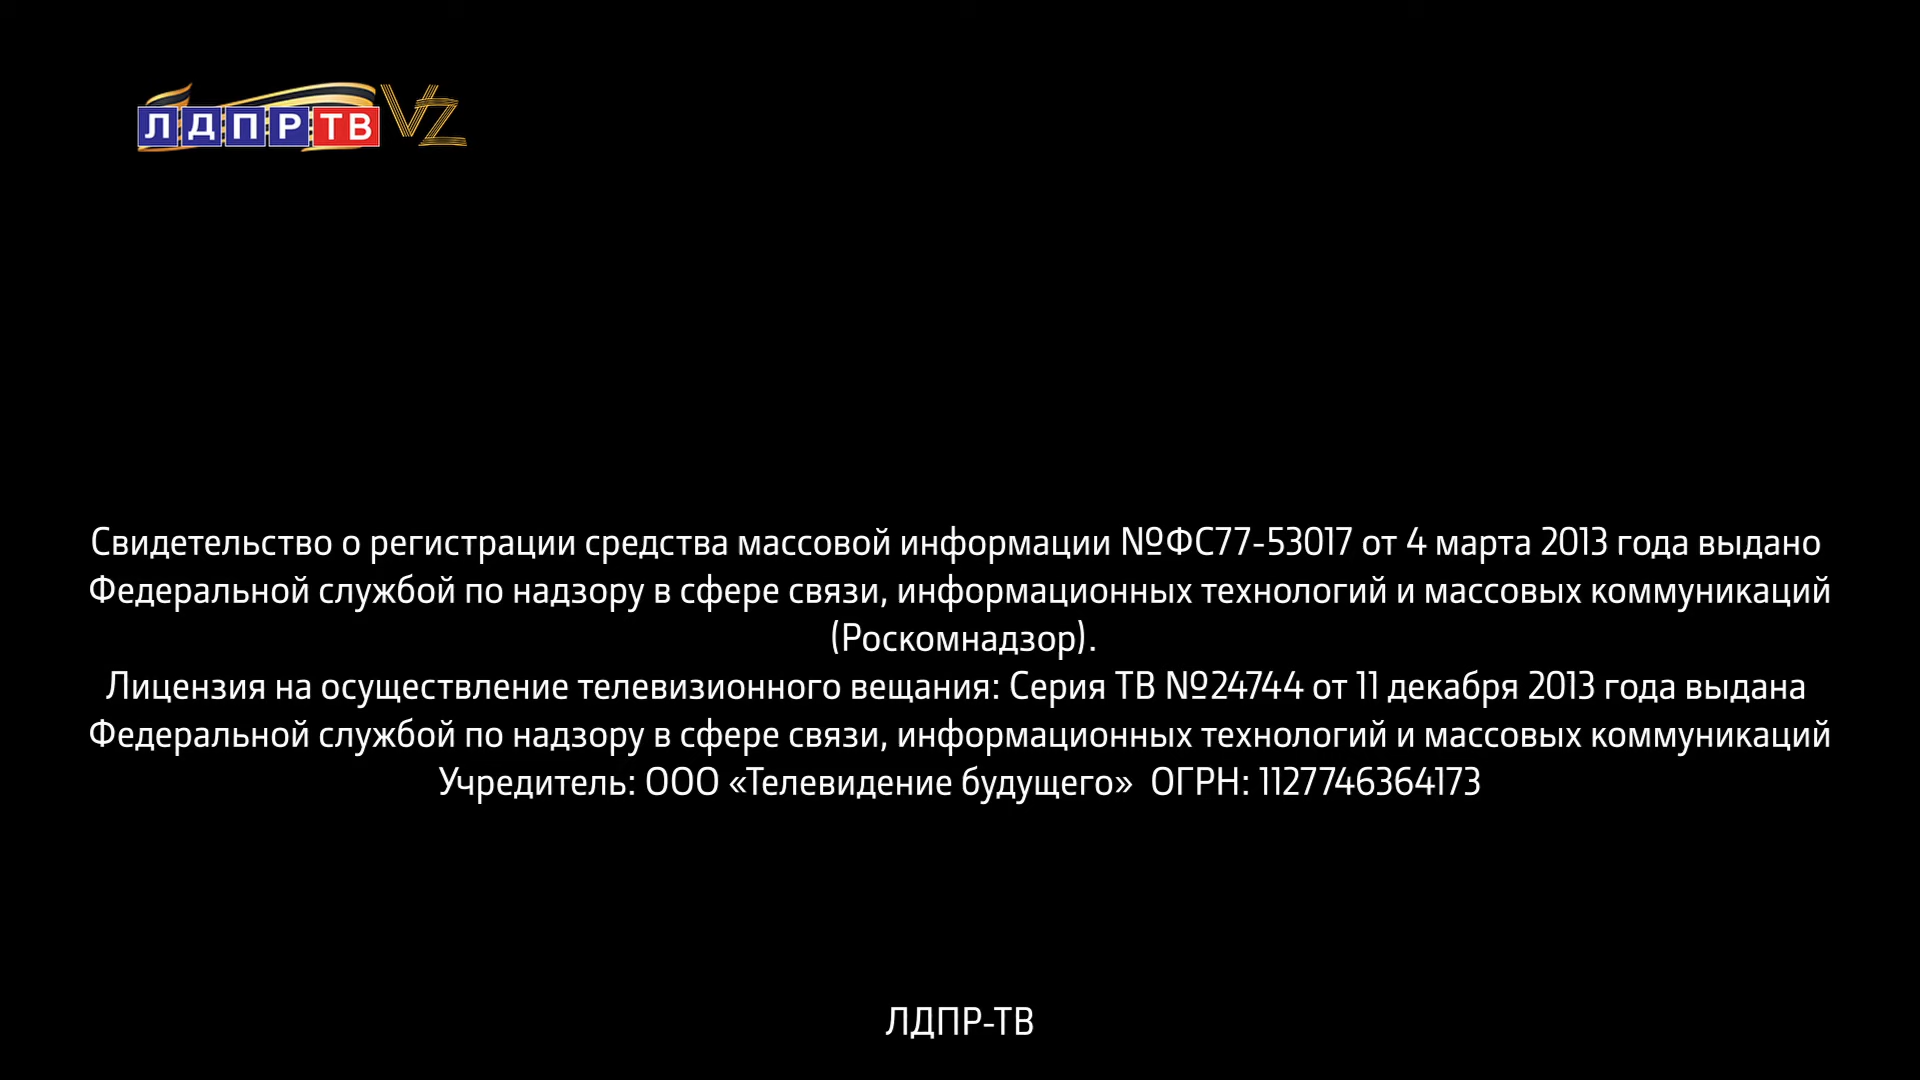 ЛДПР ТВ VZ
Свидетельство о регистрации средства массовой информации №ФС77-53017 от 4 марта 2013 года выдано
Федеральной службой по надзору в сфере связи, информационных технологий и массовых коммуникаций
(Роскомнадзор).
Лицензия на осуществление телевизионного вещания: Серия ТВ №24744 от 11 декабря 2013 года выдана
Федеральной службой по надзору в сфере связи, информационных технологий и массовых коммуникаций
Учредитель: ООО «Телевидение будущего» ОГРН: 1127746364173
ЛДПР-ТВ